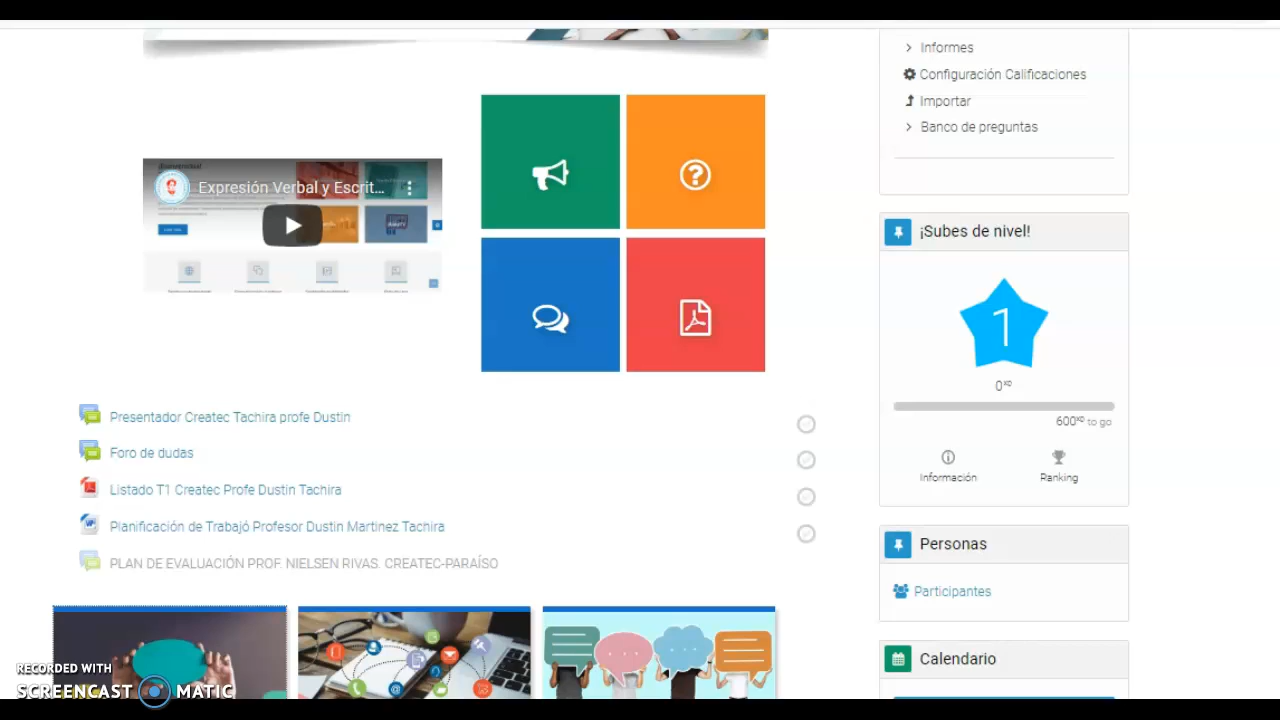 Informes
Configuración Calificaciones
Importar
Banco de preguntas
Expresión Verbal y Escrit...
¡Subes de nivel!
1
0xp
600xp to go
Información
Ranking
Presentador Createc Tachira profe Dustin
Foro de dudas
Listado T1 Createc Profe Dustin Tachira
Planificación de Trabajó Profesor Dustin Martinez Tachira
PLAN DE EVALUACIÓN PROF. NIELSEN RIVAS. CREATEC-PARAÍSO
Personas
Participantes
Calendario
RECORDED WITH
SCREENCAST MATIC